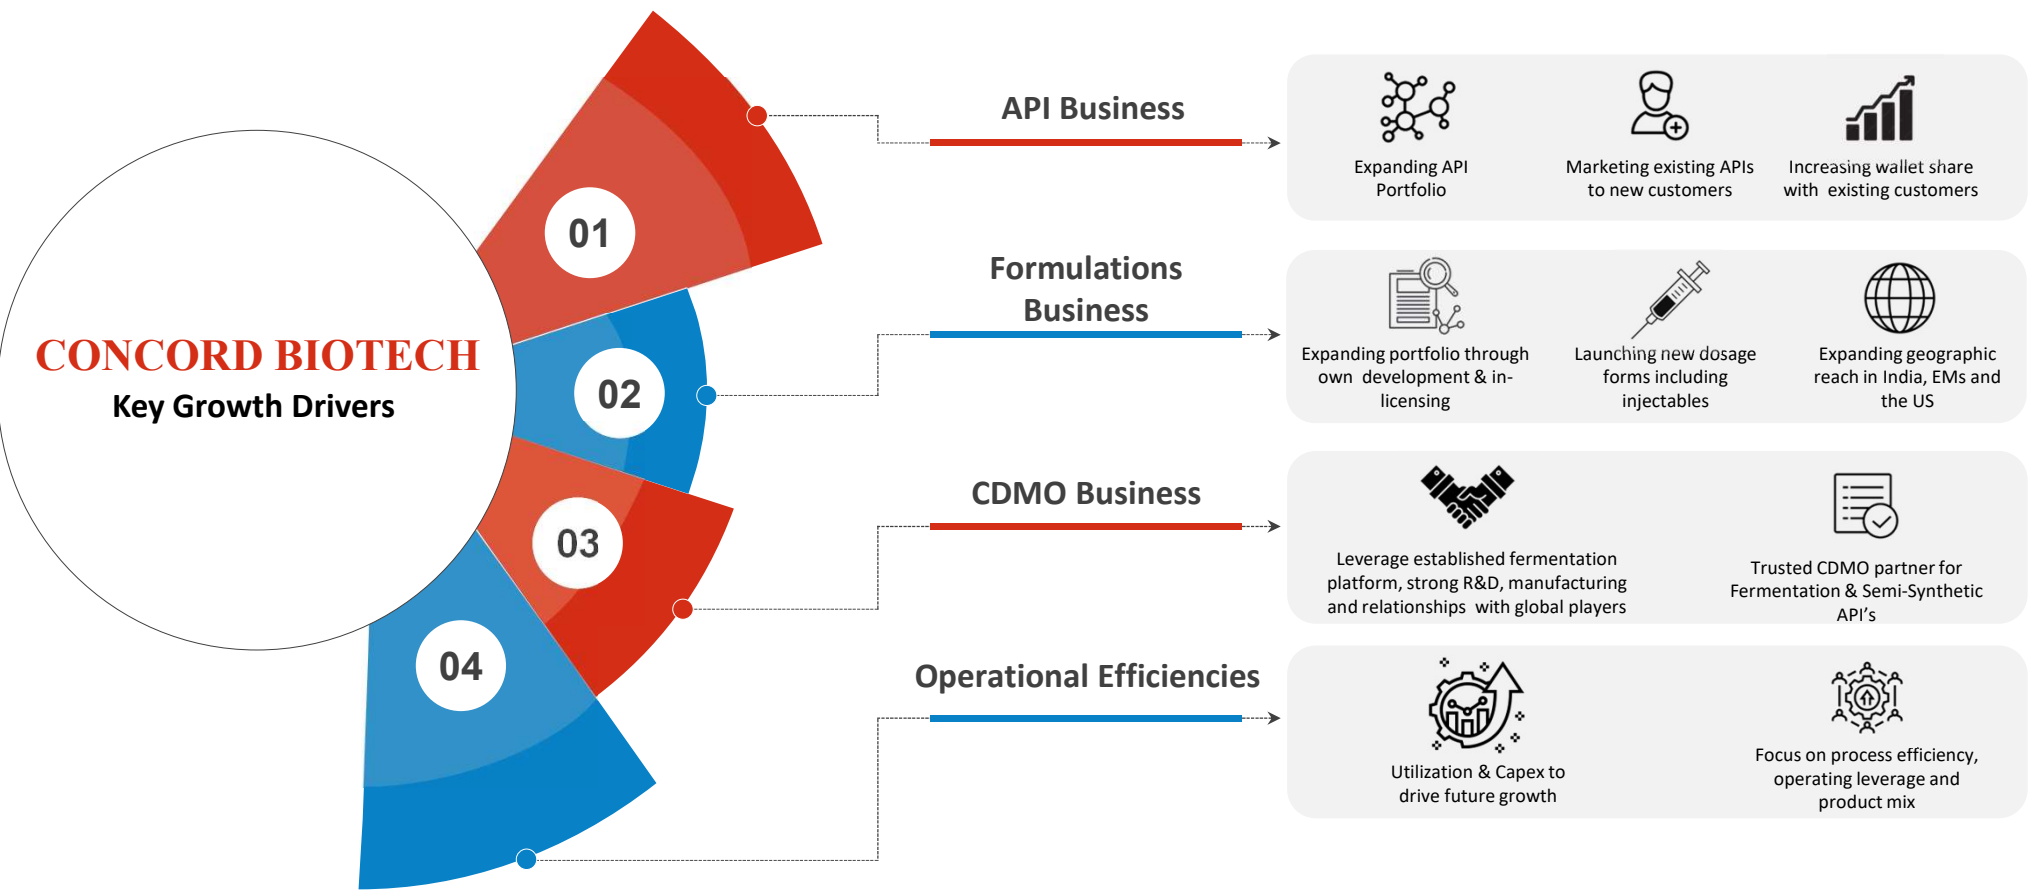 CONCORD BIOTECH
Key Growth Drivers
01
API Business
Expanding API
Portfolio
Marketing existing APIs
to new customers
Increasing wallet share
with existing customers
02
Formulations
Business
Expanding portfolio through
own development & in-
licensing
Launching new dosage
forms including
injectables
Expanding geographic
reach in India, EMs and
the US
03
CDMO Business
Leverage established fermentation
platform, strong R&D, manufacturing
and relationships with global players
Trusted CDMO partner for
Fermentation & Semi-Synthetic
API's
04
Operational Efficiencies
Utilization & Capex to
drive future growth
Focus on process efficiency,
operating leverage and
product mix